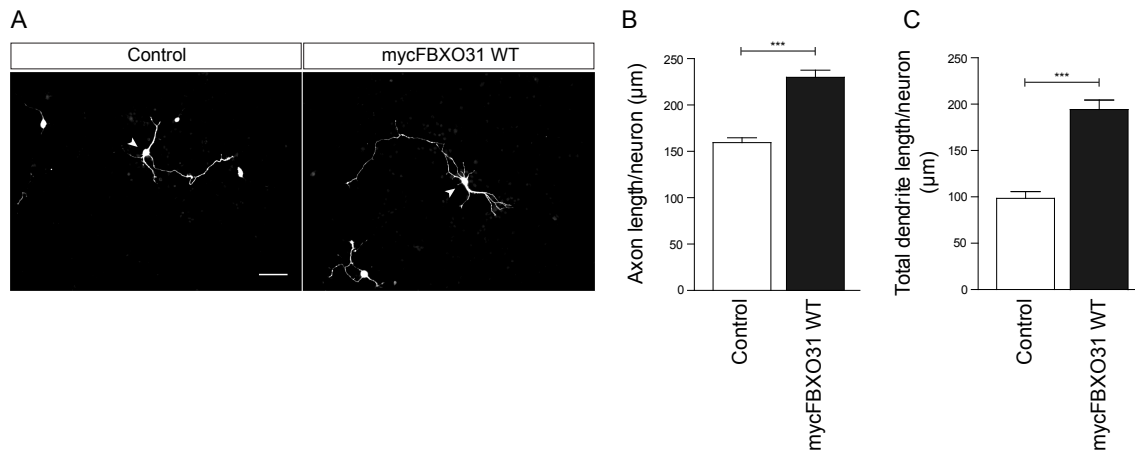 A
Control
mycFBXO31 WT
B
Axon length/neuron (µm)
250
200
150
100
50
0
***
Control
mycFBXO31 WT
C
Total dendrite length/neuron
(µm)
250
200
150
100
50
0
***
Control
mycFBXO31 WT